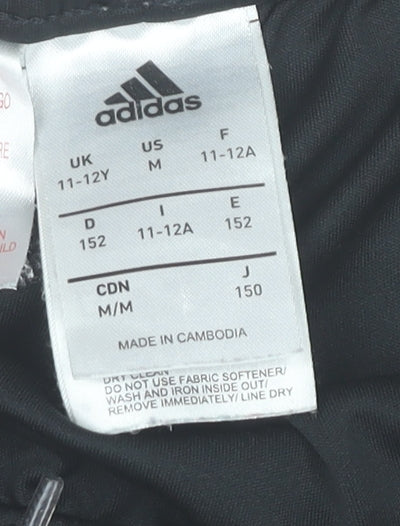 adidas
UK US F
11-12Y M 11-12A
D I E
152 11-12A 152
CDN J
M/M 150
MADE IN CAMBODIA
DRY CLEAN
DO NOT USE FABRIC SOFTENER/
WASH AND IRON INSIDE OUT/
REMOVE IMMEDIATELY/ LINE DRY